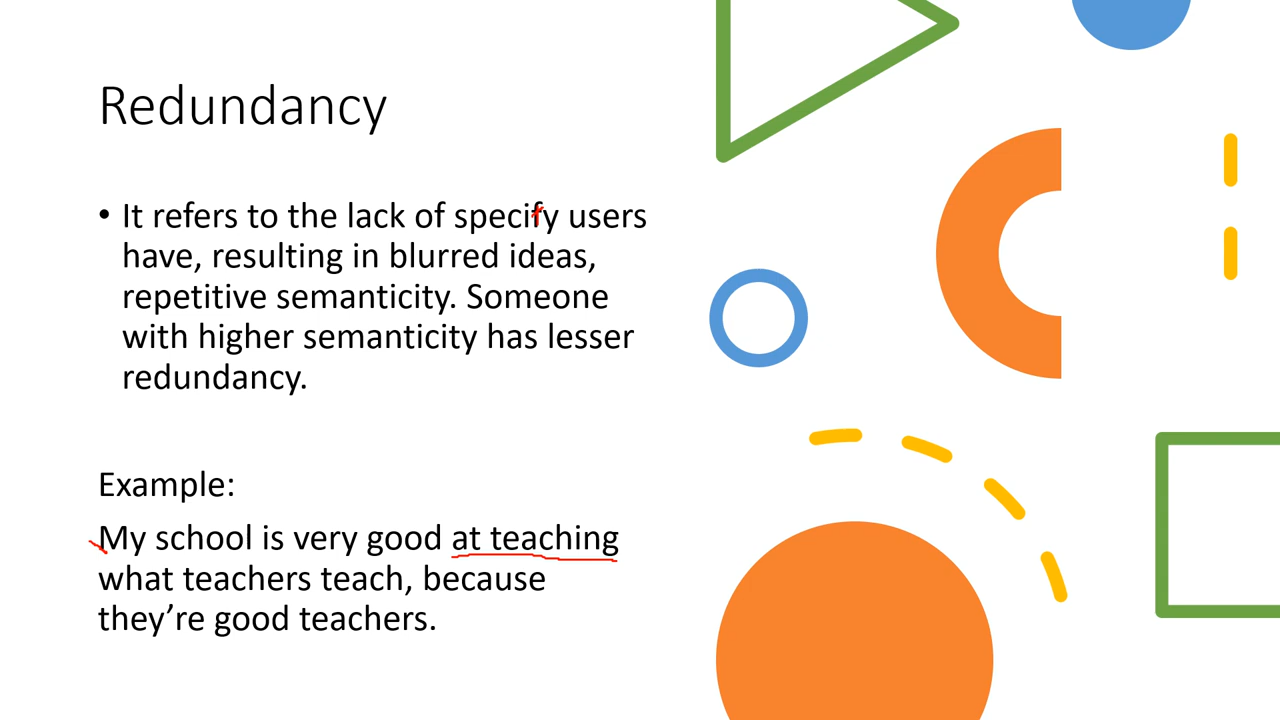 Redundancy
• It refers to the lack of specify users
have, resulting in blurred ideas,
repetitive semanticity. Someone
with higher semanticity has lesser
redundancy.
Example:
My school is very good at teaching
what teachers teach, because
they’re good teachers.